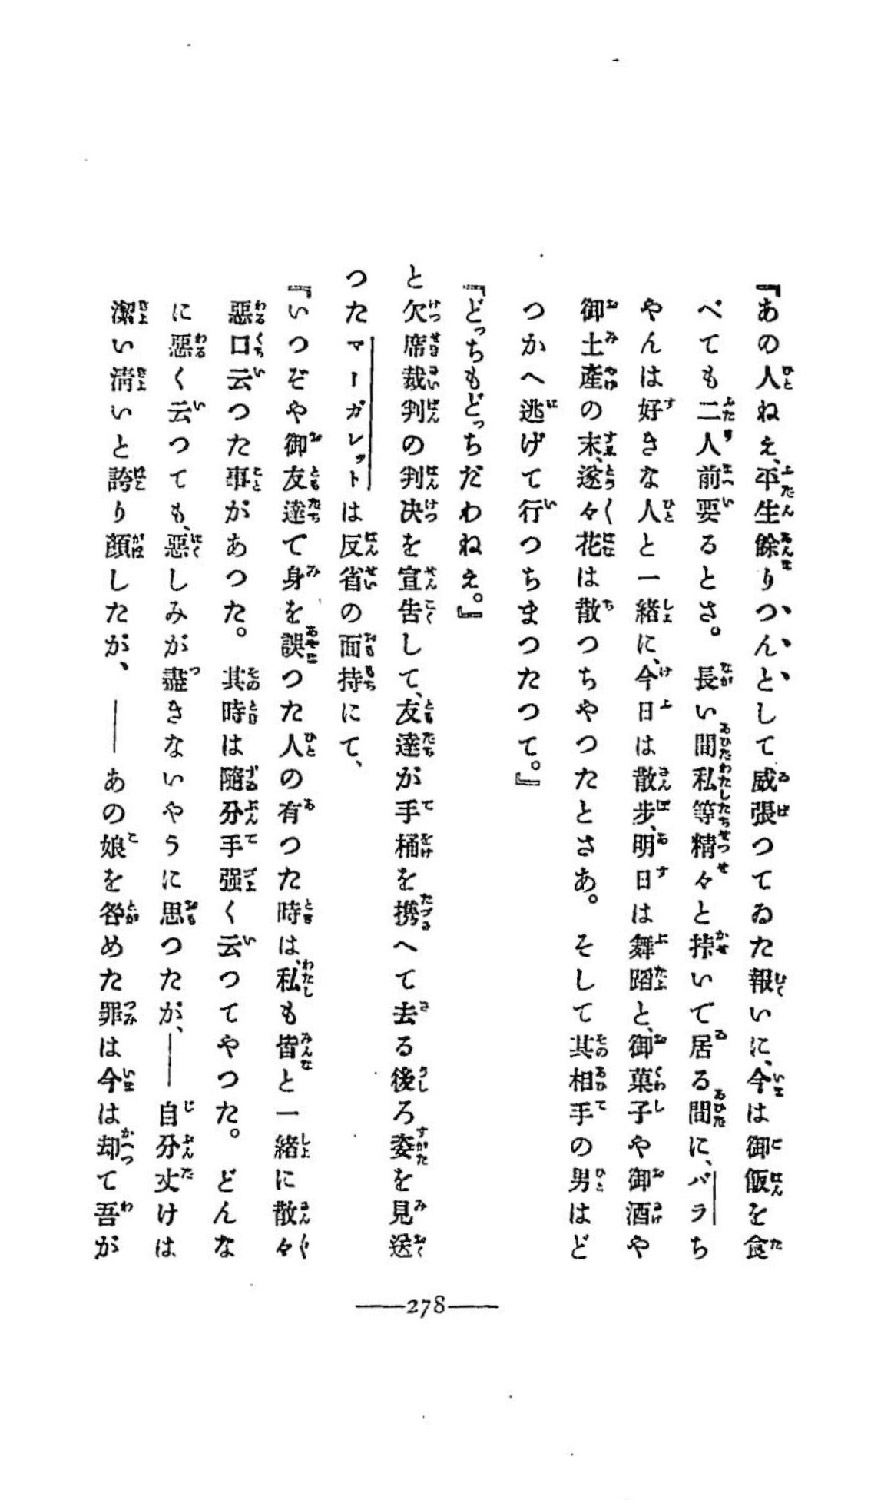 『あの人ねえ、平生餘りつんとして威張つてゐた報いに、今は御飯を食
べても二人前要るとさ。長い間私等精々と挊いて居る間に、バラち
やんは好きな人と一緒に、今日は散步、明日は舞蹈と、御菓子や御酒や
御土產の末、遂々花は散つちやつたとさあ。そして其相手の男はど
つかへ逃げて行つちまつたつて。』
『どつちもどつちだわねえ。』
と欠席裁判の判決を宣告して、友達が手桶を携へて去る後ろ姿を見送
つたマーガレットは反省の面持にて、
『いつぞや御友達で身を誤つた人の有つた時は、私も皆と一緒に散々
惡口云つた事があつた。其時は隨分手强く云つてやつた。どんな
に惡く云つても、惡しみが盡きないやうに思つたが、――自分丈けは
潔い淸いと誇り顏したが、――あの娘を咎めた罪は今は却て吾が
―278―